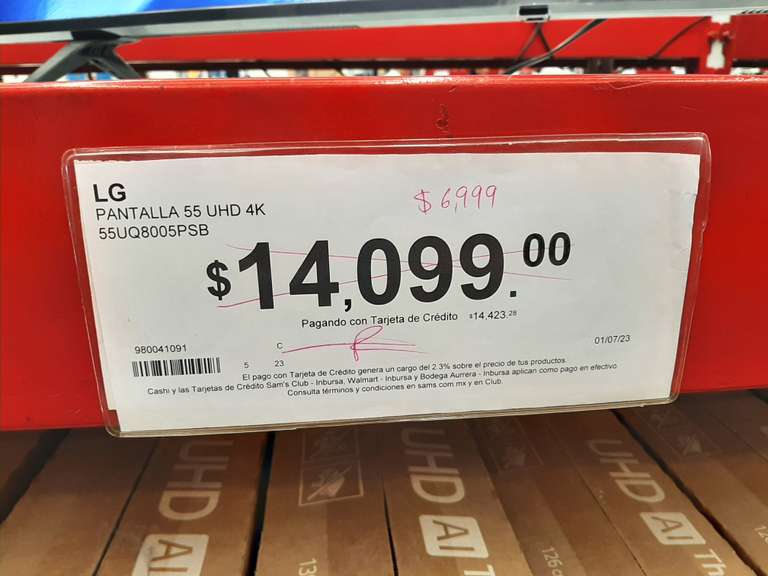 LG
PANTALLA 55 UHD 4K
55UQ8005PSB
$ 6,999
$14,099.00
Pagando con Tarjeta de Crédito $14,423.28
980041091
5
C
23
01/07/23
El pago con Tarjeta de Crédito genera un cargo del 2.3% sobre el precio de tus productos.
Cashi y las Tarjetas de Crédito Sam's Club - Inbursa, Walmart - Inbursa y Bodega Aurrera - Inbursa aplican como pago en efectivo
Consulta términos y condiciones en sams.com.mx y en Club.
UHD AI
UHD AI Th
UHD AI Th
126 c